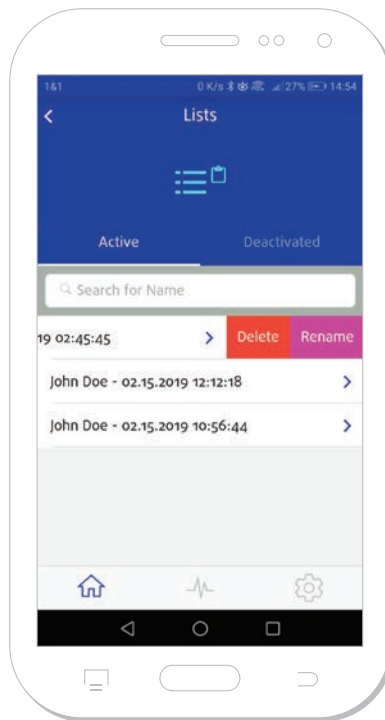 1&1 0 K/s 27% 14:54
Lists
Active Deactivated
Search for Name
19 02:45:45 Delete Rename
John Doe - 02.15.2019 12:12:18
John Doe - 02.15.2019 10:56:44